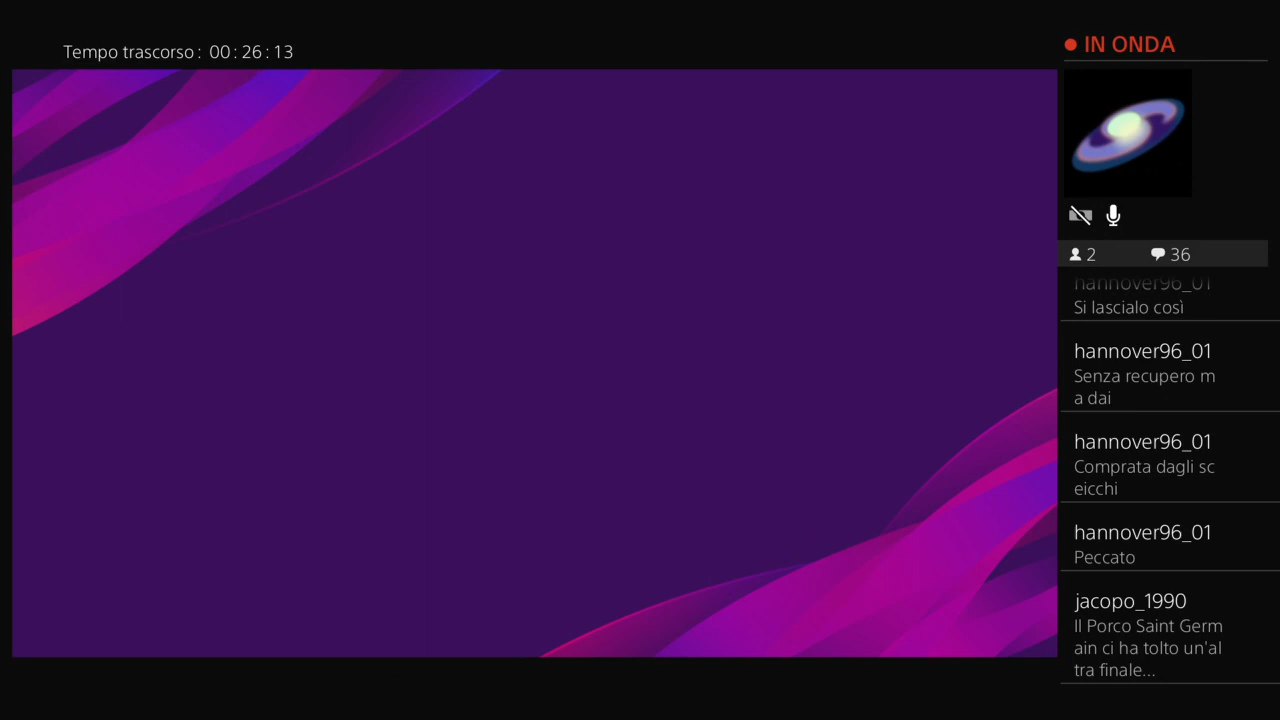 Tempo trascorso: 00:26:13
IN ONDA
2
36
hannover96_01
Si lascialo così
hannover96_01
Senza recupero m
a dai
hannover96_01
Comprata dagli sc
eicchi
hannover96_01
Peccato
jacopo_1990
Il Porco Saint Germ
ain ci ha tolto un'al
tra finale...